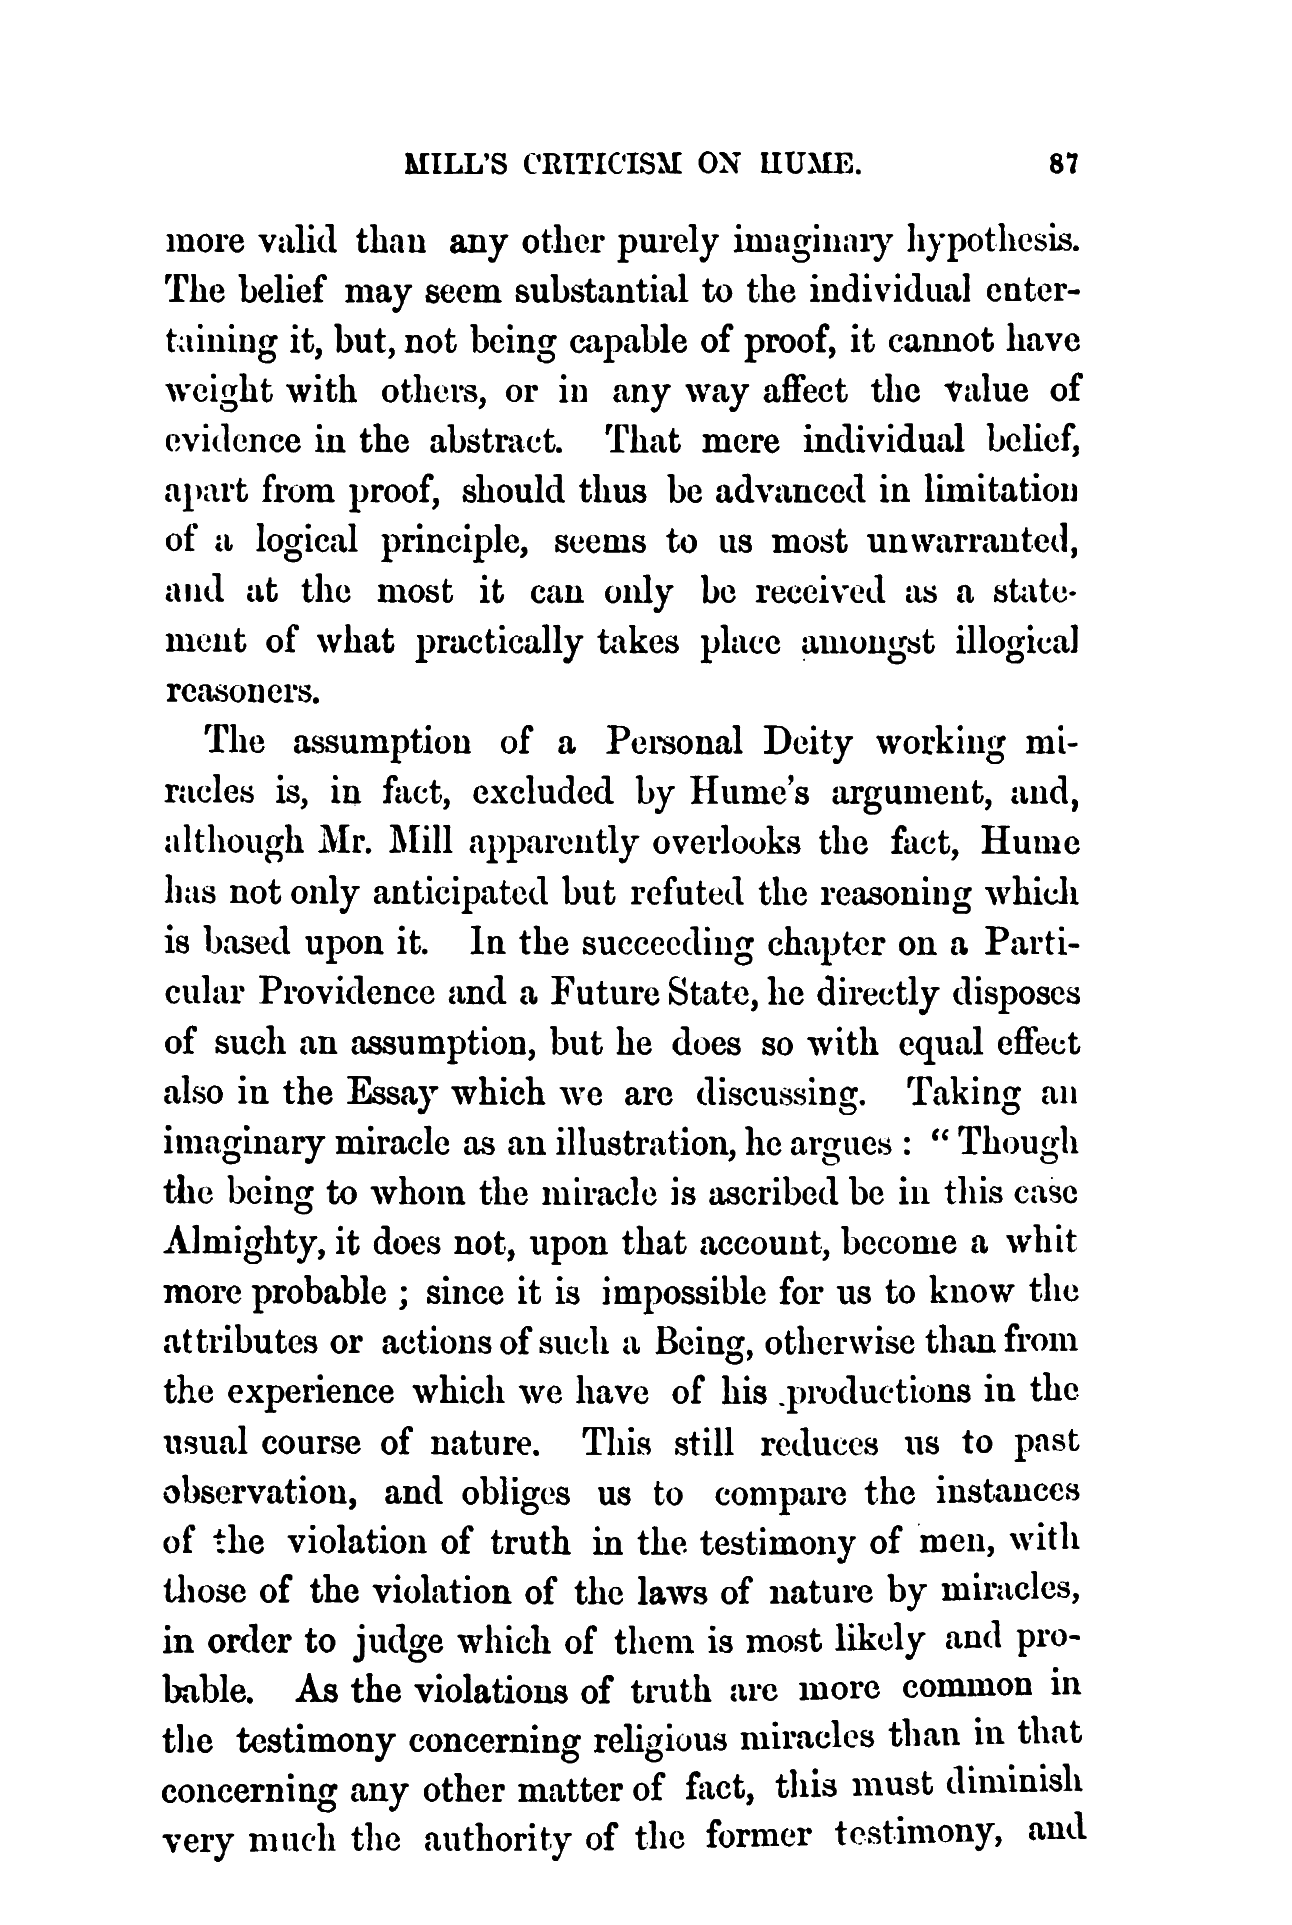 MILL'S CRITICISM ON HUME. 87
more valid than any other purely imaginary hypothesis.
The belief may seem substantial to the individual enter-
taining it, but, not being capable of proof, it cannot have
weight with others, or in any way affect the value of
evidence in the abstract. That mere individual belief,
apart from proof, should thus be advanced in limitation
of a logical principle, seems to us most unwarranted,
and at the most it can only be received as a state-
ment of what practically takes place amongst illogical
reasoners.
The assumption of a Personal Deity working mi-
racles is, in fact, excluded by Hume's argument, and,
although Mr. Mill apparently overlooks the fact, Hume
has not only anticipated but refuted the reasoning which
is based upon it. In the succeeding chapter on a Parti-
cular Providence and a Future State, he directly disposes
of such an assumption, but he does so with equal effect
also in the Essay which we are discussing. Taking an
imaginary miracle as an illustration, he argues : “ Though
the being to whom the miracle is ascribed be in this case
Almighty, it does not, upon that account, become a whit
more probable ; since it is impossible for us to know the
attributes or actions of such a Being, otherwise than from
the experience which we have of his productions in the
usual course of nature. This still reduces us to past
observation, and obliges us to compare the instances
of the violation of truth in the testimony of men, with
those of the violation of the laws of nature by miracles,
in order to judge which of them is most likely and pro-
bable. As the violations of truth are more common in
the testimony concerning religious miracles than in that
concerning any other matter of fact, this must diminish
very much the authority of the former testimony, and